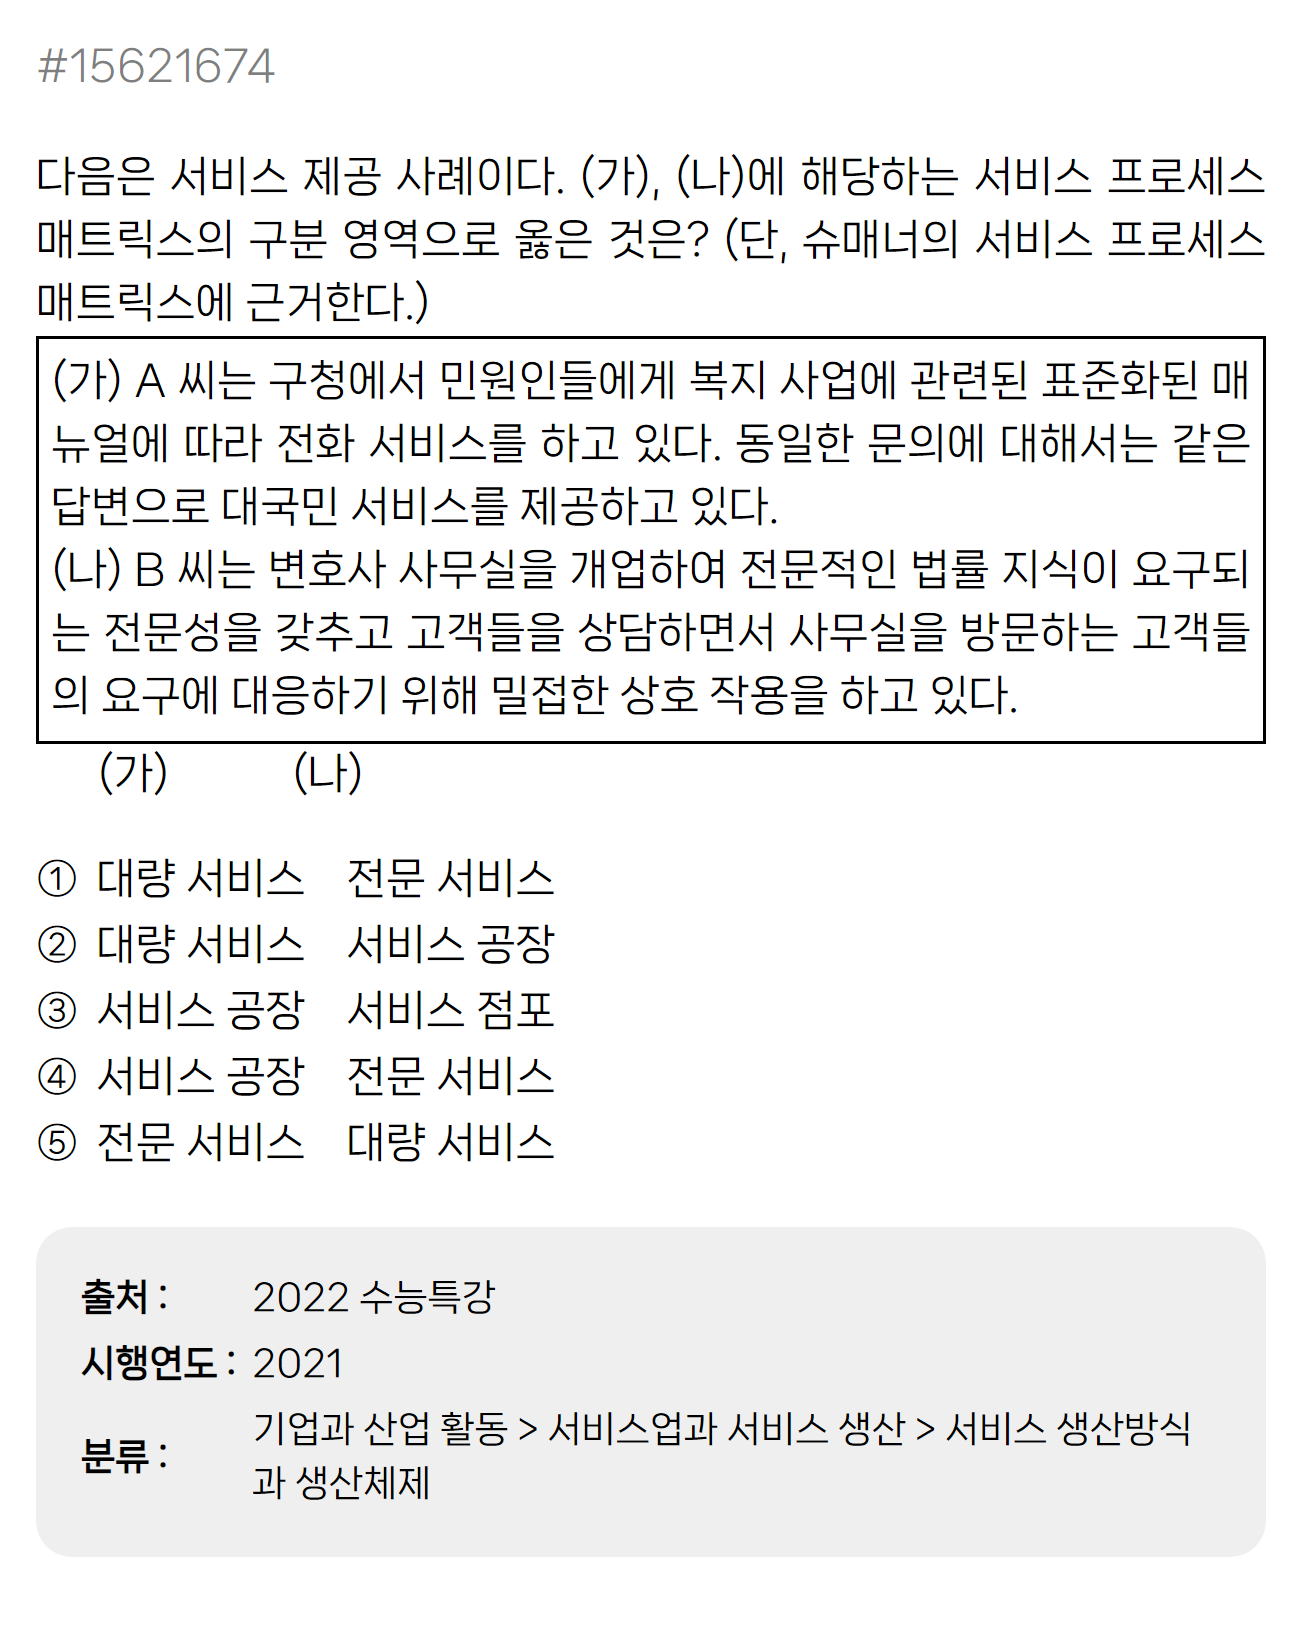 #15621674
다음은 서비스 제공 사례이다. (가), (나)에 해당하는 서비스 프로세스
매트릭스의 구분 영역으로 옳은 것은? (단, 슈매너의 서비스 프로세스
매트릭스에 근거한다.)
(가) A 씨는 구청에서 민원인들에게 복지 사업에 관련된 표준화된 매
뉴얼에 따라 전화 서비스를 하고 있다. 동일한 문의에 대해서는 같은
답변으로 대국민 서비스를 제공하고 있다.
(나) B 씨는 변호사 사무실을 개업하여 전문적인 법률 지식이 요구되
는 전문성을 갖추고 고객들을 상담하면서 사무실을 방문하는 고객들
의 요구에 대응하기 위해 밀접한 상호 작용을 하고 있다.
(가) (나)
① 대량 서비스 전문 서비스
② 대량 서비스 서비스 공장
③ 서비스 공장 서비스 점포
④ 서비스 공장 전문 서비스
⑤ 전문 서비스 대량 서비스
출처 : 2022 수능특강
시행연도 : 2021
분류 : 기업과 산업 활동 > 서비스업과 서비스 생산 > 서비스 생산방식
과 생산체제